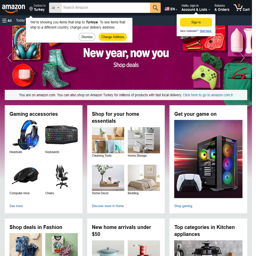 amazon
Deliver to
Turkiye
All
Search Amazon
EN
Hello, sign in
Account & Lists
Returns
& Orders
Cart
All
Today's
We're showing you items that ship to Turkiye. To see items that
ship to a different country, change your delivery address.
Dismiss
Change Address
Sign in
New customer? Start here.
New year, now you
Shop deals
You are on amazon.com. You can also shop on Amazon Turkey for millions of products with fast local delivery. Click here to go to amazon.com.tr
Gaming accessories
Headsets
Keyboards
Computer mice
Chairs
See more
Shop for your home
essentials
Cleaning Tools
Home Storage
Home Decor
Bedding
Discover more in Home
Get your game on
Shop gaming
Shop deals in Fashion
New home arrivals under
$50
Top categories in Kitchen
appliances